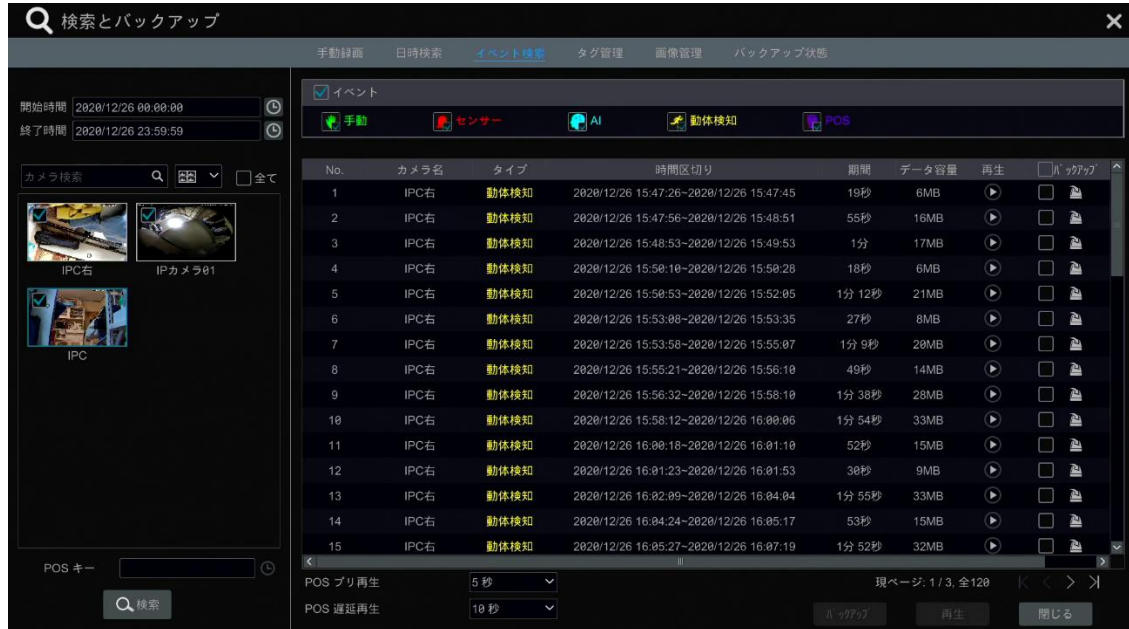 検索とバックアップ
手動録画 日時検索 イベント検索 タグ管理 画像管理 バックアップ状態
開始時間 2020/12/26 00:00:00
終了時間 2020/12/26 23:59:59
カメラ検索 全て
IPC右 IPカメラ01
IPC
POS キー
検索
イベント
手動 センサー AI 動体検知 POS
No. カメラ名 タイプ 時間区切り 期間 データ容量 再生 バックアップ
1 IPC右 動体検知 2020/12/26 15:47:26~2020/12/26 15:47:45 19秒 6MB
2 IPC右 動体検知 2020/12/26 15:47:56~2020/12/26 15:48:51 55秒 16MB
3 IPC右 動体検知 2020/12/26 15:48:53~2020/12/26 15:49:53 1分 17MB
4 IPC右 動体検知 2020/12/26 15:50:10~2020/12/26 15:50:28 18秒 6MB
5 IPC右 動体検知 2020/12/26 15:50:53~2020/12/26 15:52:05 1分 12秒 21MB
6 IPC右 動体検知 2020/12/26 15:53:08~2020/12/26 15:53:35 27秒 8MB
7 IPC右 動体検知 2020/12/26 15:53:58~2020/12/26 15:55:07 1分 9秒 20MB
8 IPC右 動体検知 2020/12/26 15:55:21~2020/12/26 15:56:10 49秒 14MB
9 IPC右 動体検知 2020/12/26 15:56:32~2020/12/26 15:58:10 1分 38秒 28MB
10 IPC右 動体検知 2020/12/26 15:58:12~2020/12/26 16:00:06 1分 54秒 33MB
11 IPC右 動体検知 2020/12/26 16:00:18~2020/12/26 16:01:10 52秒 15MB
12 IPC右 動体検知 2020/12/26 16:01:23~2020/12/26 16:01:53 30秒 9MB
13 IPC右 動体検知 2020/12/26 16:02:09~2020/12/26 16:04:04 1分 55秒 33MB
14 IPC右 動体検知 2020/12/26 16:04:24~2020/12/26 16:05:17 53秒 15MB
15 IPC右 動体検知 2020/12/26 16:05:27~2020/12/26 16:07:19 1分 52秒 32MB
POS プリ再生 5 秒 現ページ: 1 / 3, 全120
POS 遅延再生 10 秒 バックアップ 再生 閉じる